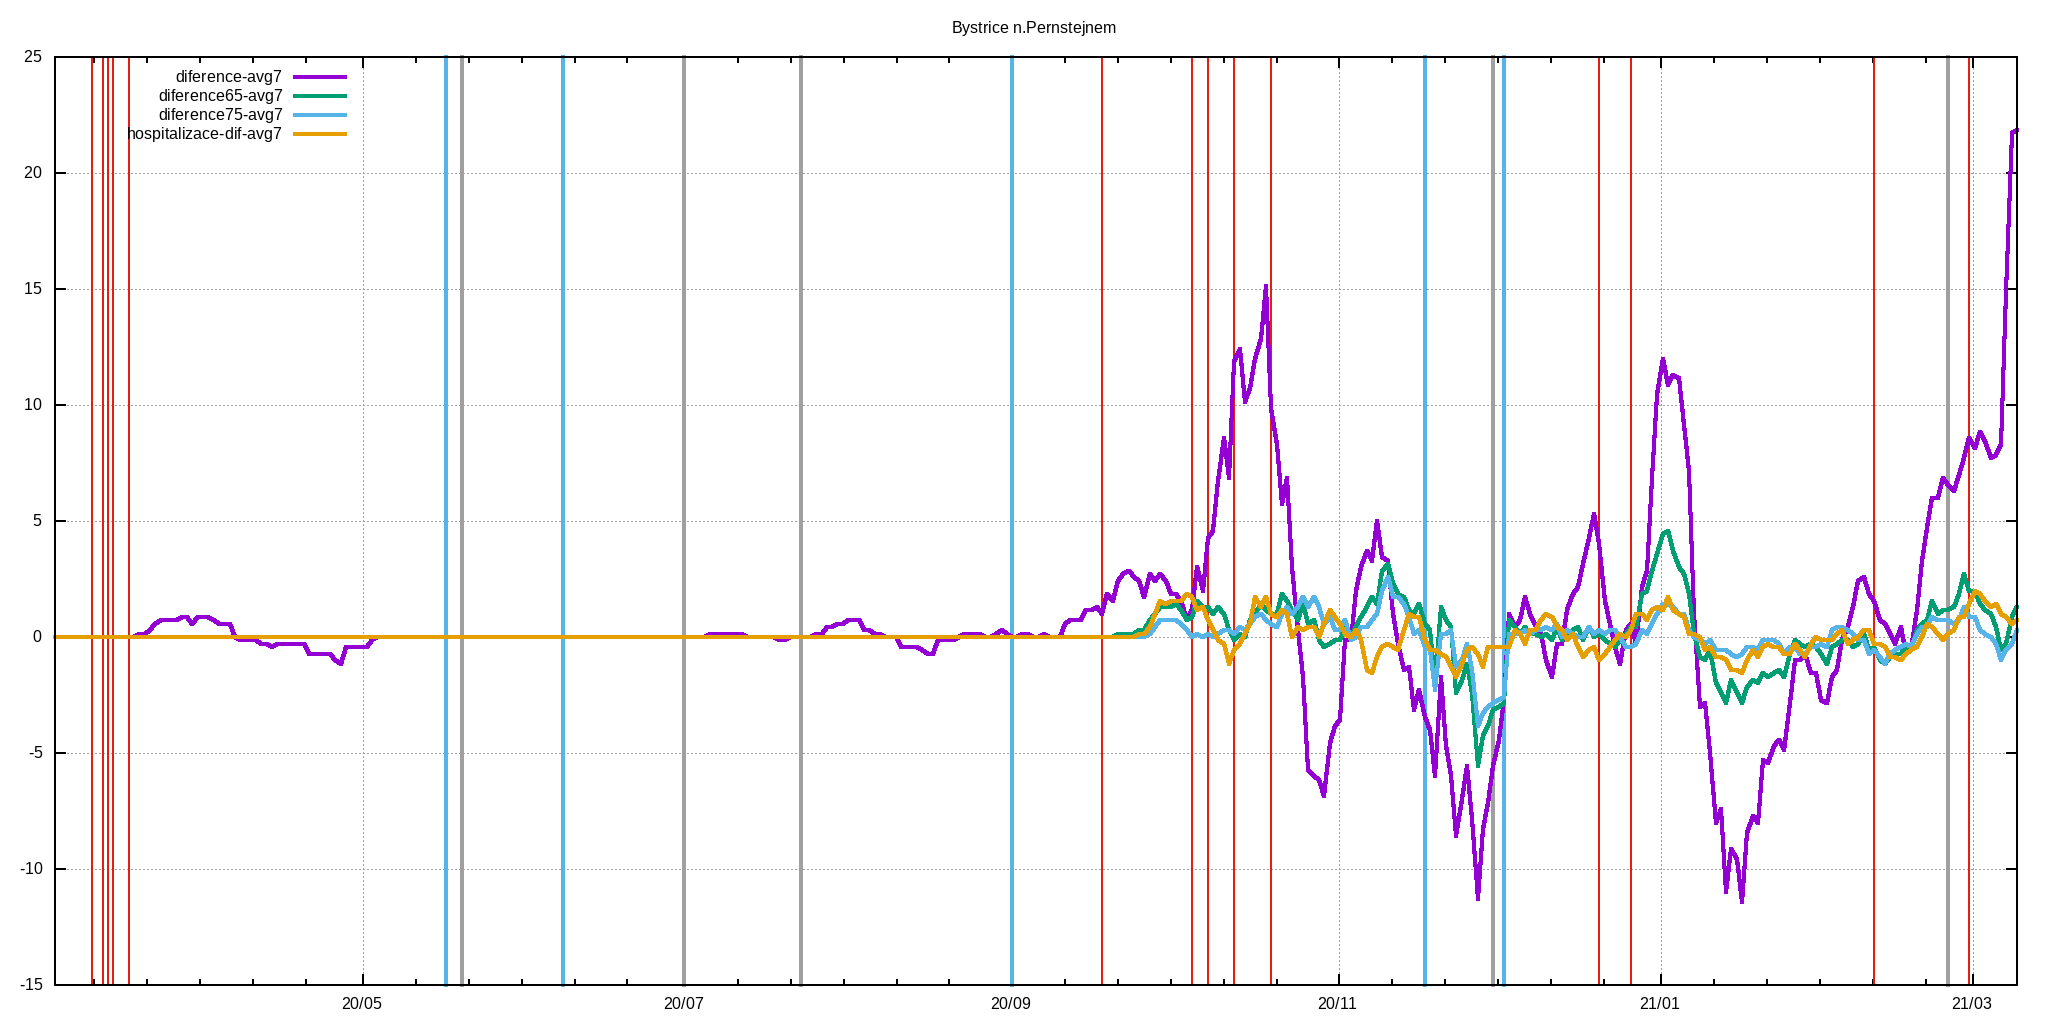 Bystrice n.Pernstejnem
25
20
15
10
5
0
-5
-10
-15
diference-avg7
diference65-avg7
diference75-avg7
hospitalizace-dif-avg7
20/05 20/07 20/09 20/11 21/01 21/03